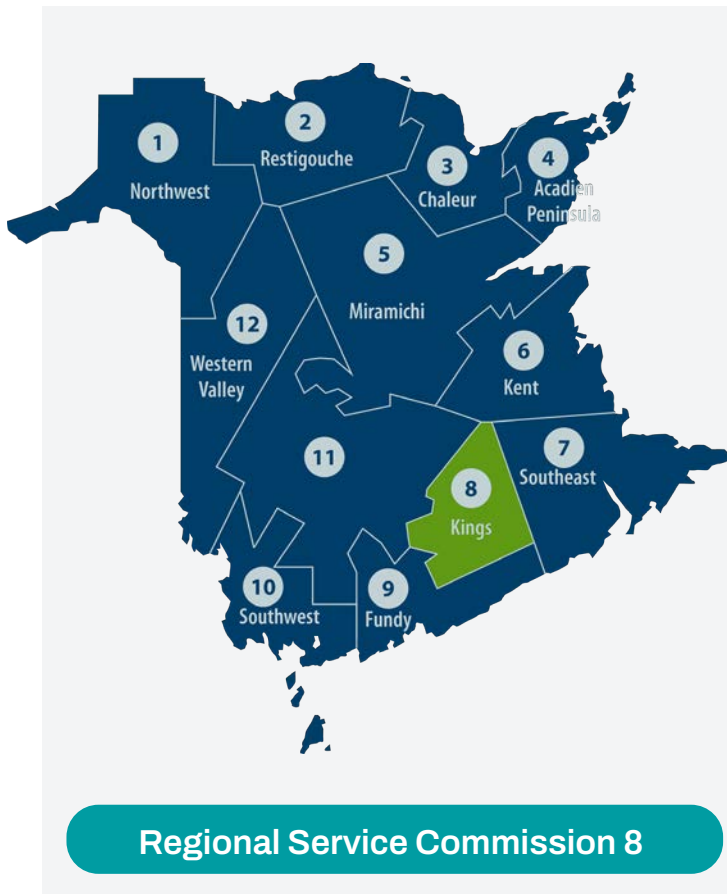 1
Northwest
2
Restigouche
3
Chaleur
4
Acadien
Peninsula
5
Miramichi
12
Western
Valley
6
Kent
11
7
Southeast
8
Kings
10
Southwest
9
Fundy
Regional Service Commission 8